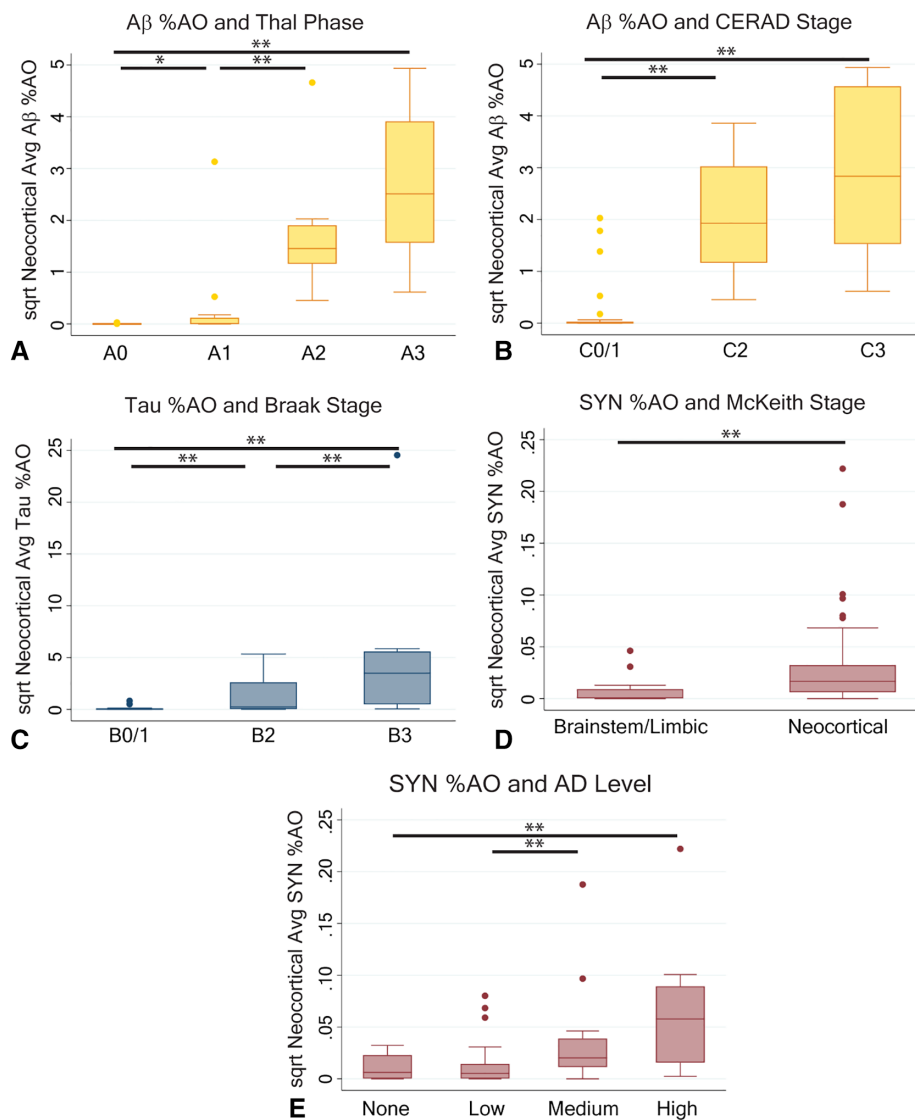 Aβ %AO and Thal Phase
**
*
**
sqrt Neocortical Avg Aβ %AO
5
4
3
2
1
0
A0 A1 A2 A3
A
Aβ %AO and CERAD Stage
**
**
sqrt Neocortical Avg Aβ %AO
5
4
3
2
1
0
C0/1 C2 C3
B
Tau %AO and Braak Stage
**
**
**
sqrt Neocortical Avg Tau %AO
25
20
15
10
5
0
B0/1 B2 B3
C
SYN %AO and McKeith Stage
**
sqrt Neocortical Avg SYN %AO
.25
.20
.15
.10
.05
0
Brainstem/Limbic Neocortical
D
SYN %AO and AD Level
**
**
sqrt Neocortical Avg SYN %AO
.25
.20
.15
.10
.05
0
None Low Medium High
E